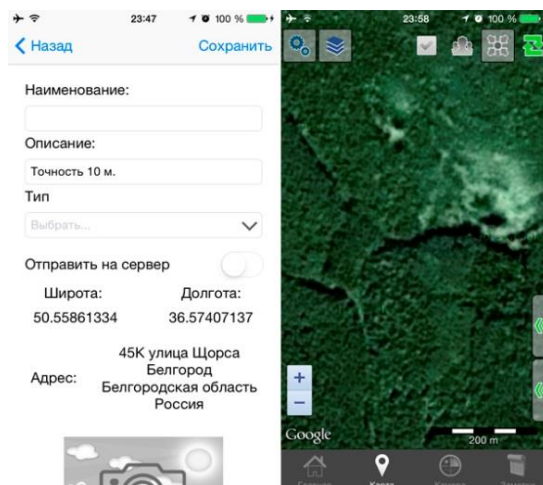 23:47
100 %
Назад
Сохранить
Наименование:
Описание:
Точность 10 м.
Тип
Выбрать...
Отправить на сервер
Широта:
Долгота:
50.55861334
36.57407137
Адрес:
45К улица Щорса
Белгород
Белгородская область
Россия
23:58
100 %
+
−
Google
200 m
Карта